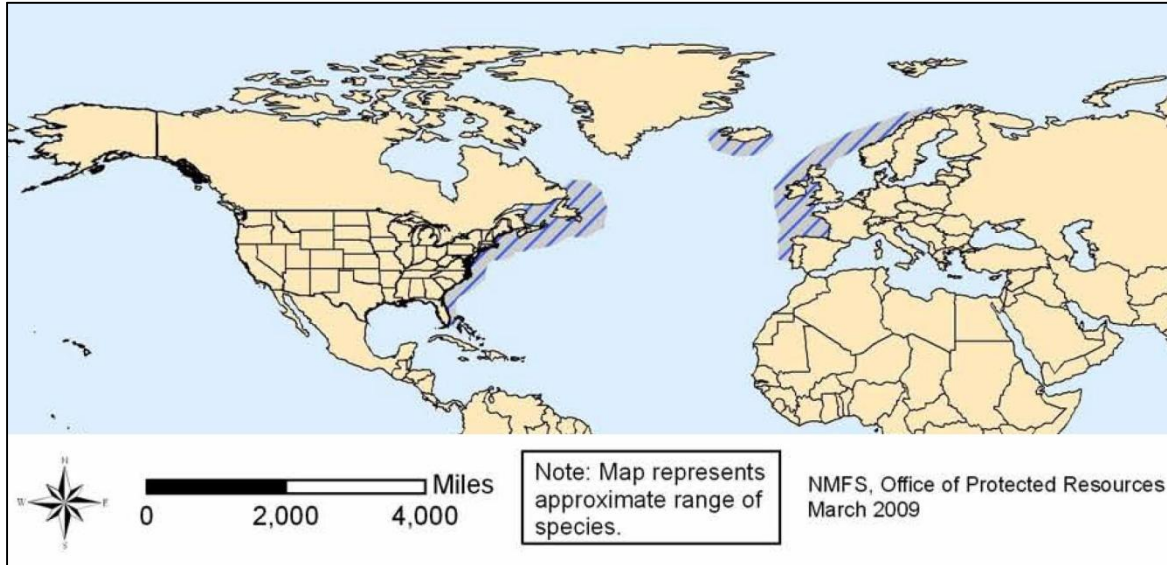 N
W
E
S
Miles
0
2,000
4,000
Note: Map represents
approximate range of
species.
NMFS, Office of Protected Resources
March 2009